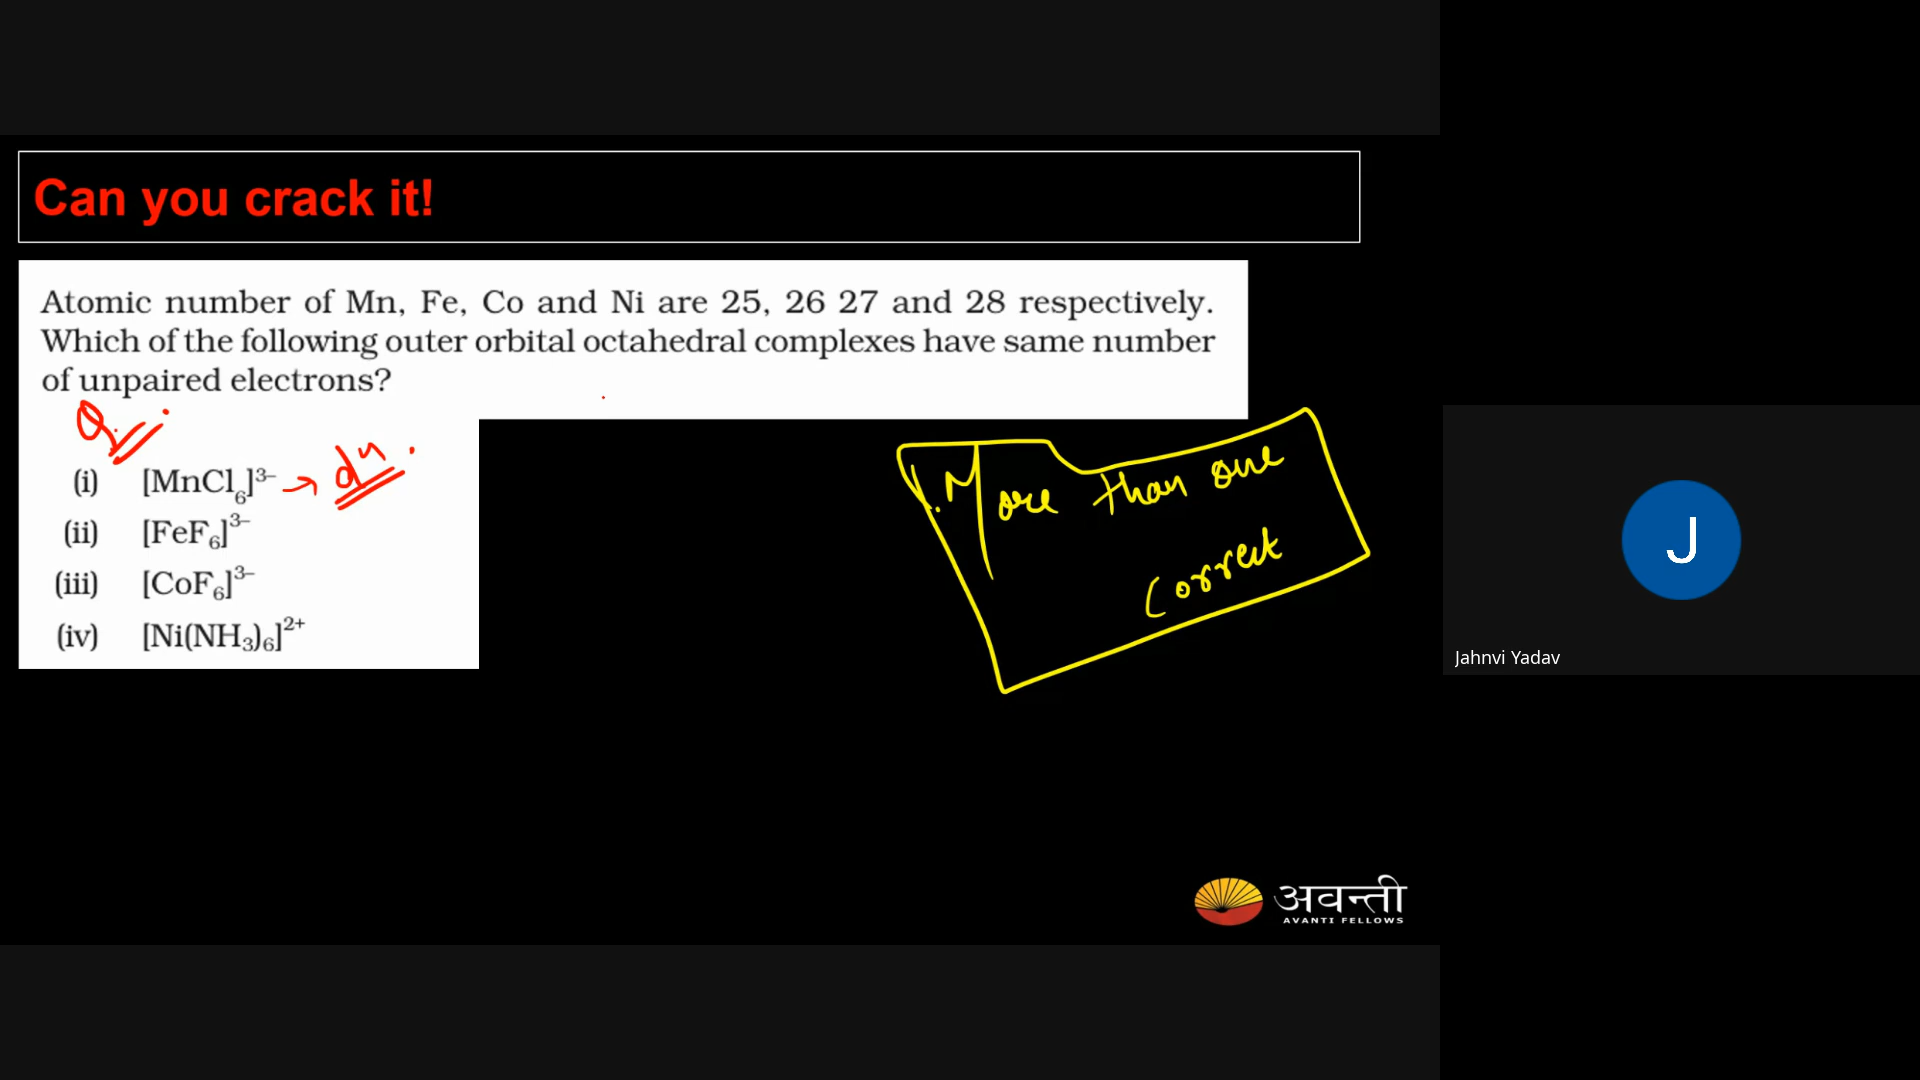 Can you crack it!
Atomic number of Mn, Fe, Co and Ni are 25, 26 27 and 28 respectively.
Which of the following outer orbital octahedral complexes have same number
of unpaired electrons?
Q.
(i) [MnCl₆]³⁻ → d⁴
(ii) [FeF₆]³⁻
(iii) [CoF₆]³⁻
(iv) [Ni(NH₃)₆]²⁺
More than one
Correct
J
Jahnvi Yadav
अवन्ती
AVANTI FELLOWS